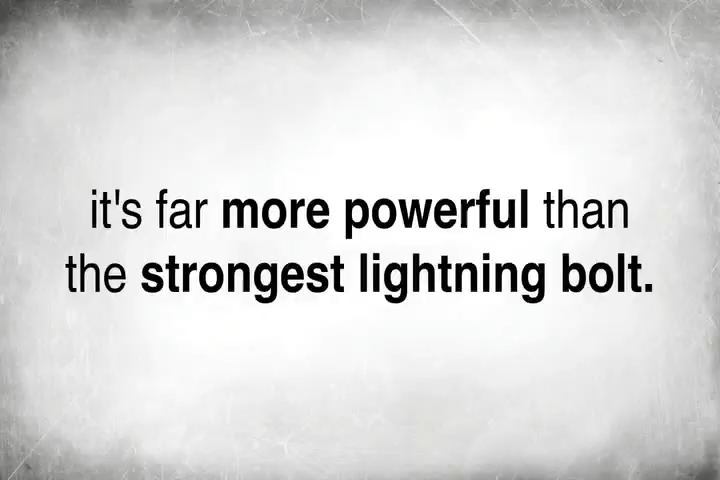 it's far more powerful than
the strongest lightning bolt.